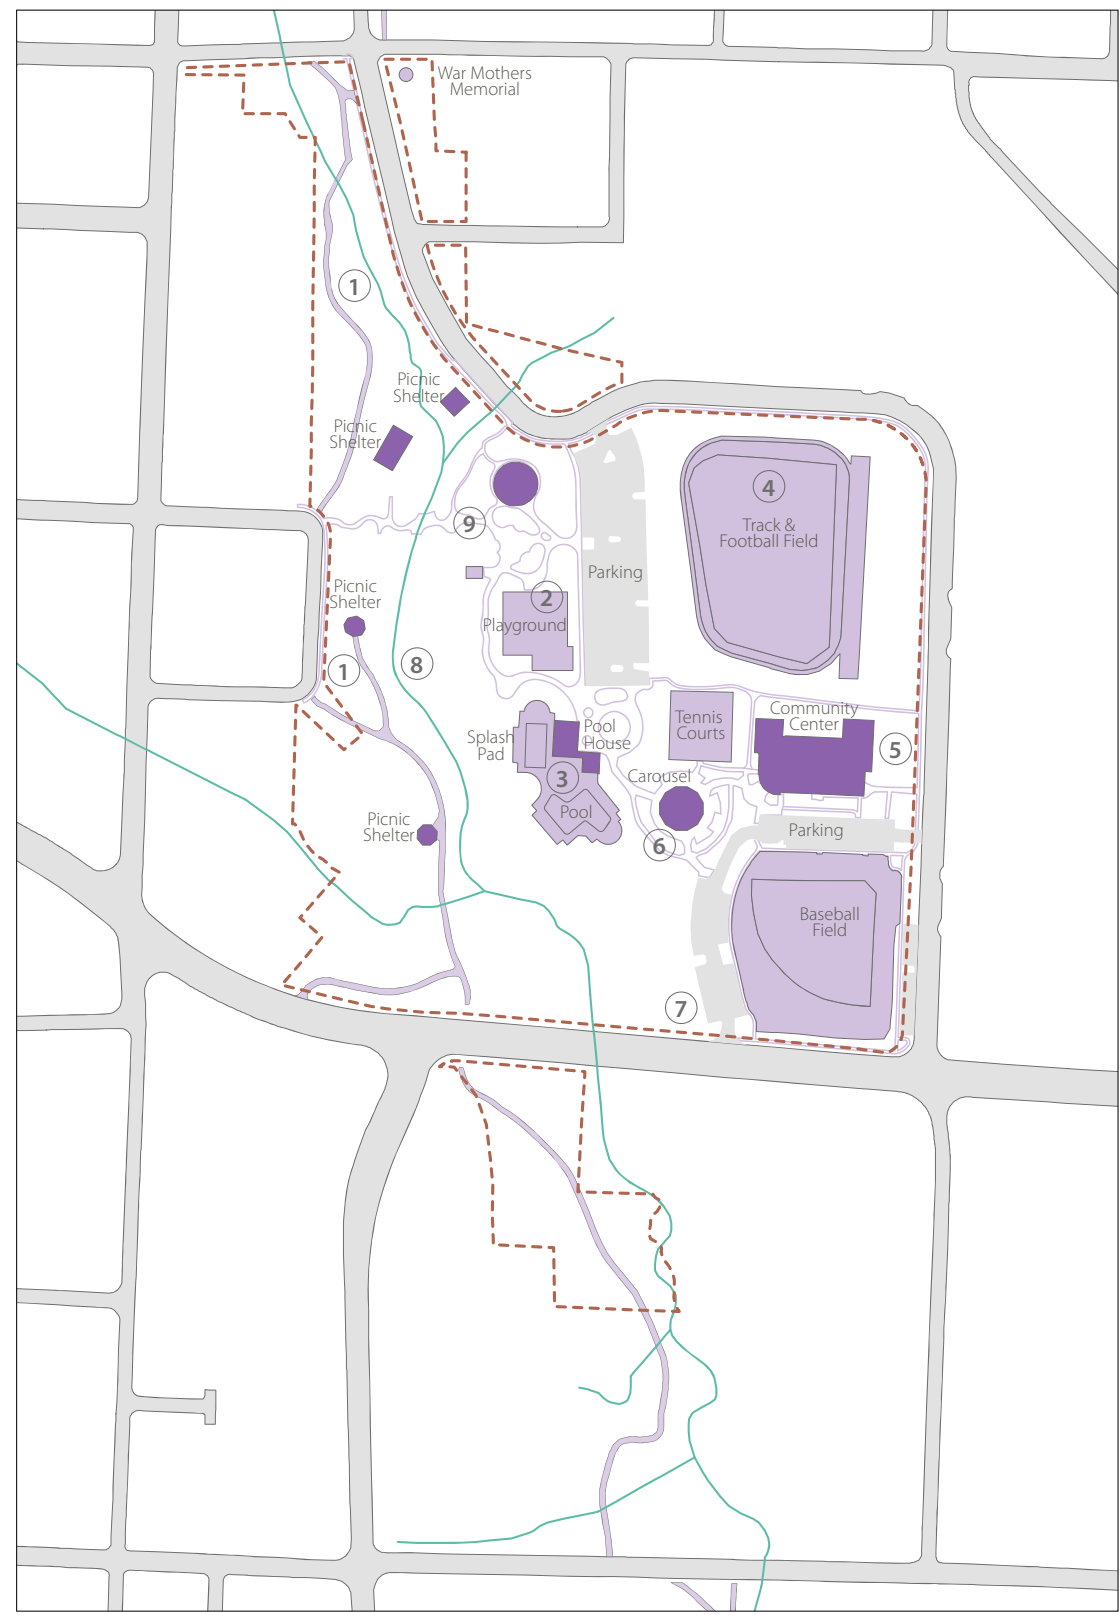 War Mothers
Memorial
1
Picnic
Shelter
Picnic
Shelter
4
9
Track &
Football Field
Parking
Picnic
Shelter
2
Playground
1
8
Community
Center
Tennis
Courts
Pool
House
Splash
Pad
5
3
Carousel
Pool
Picnic
Shelter
6
Parking
Baseball
Field
7